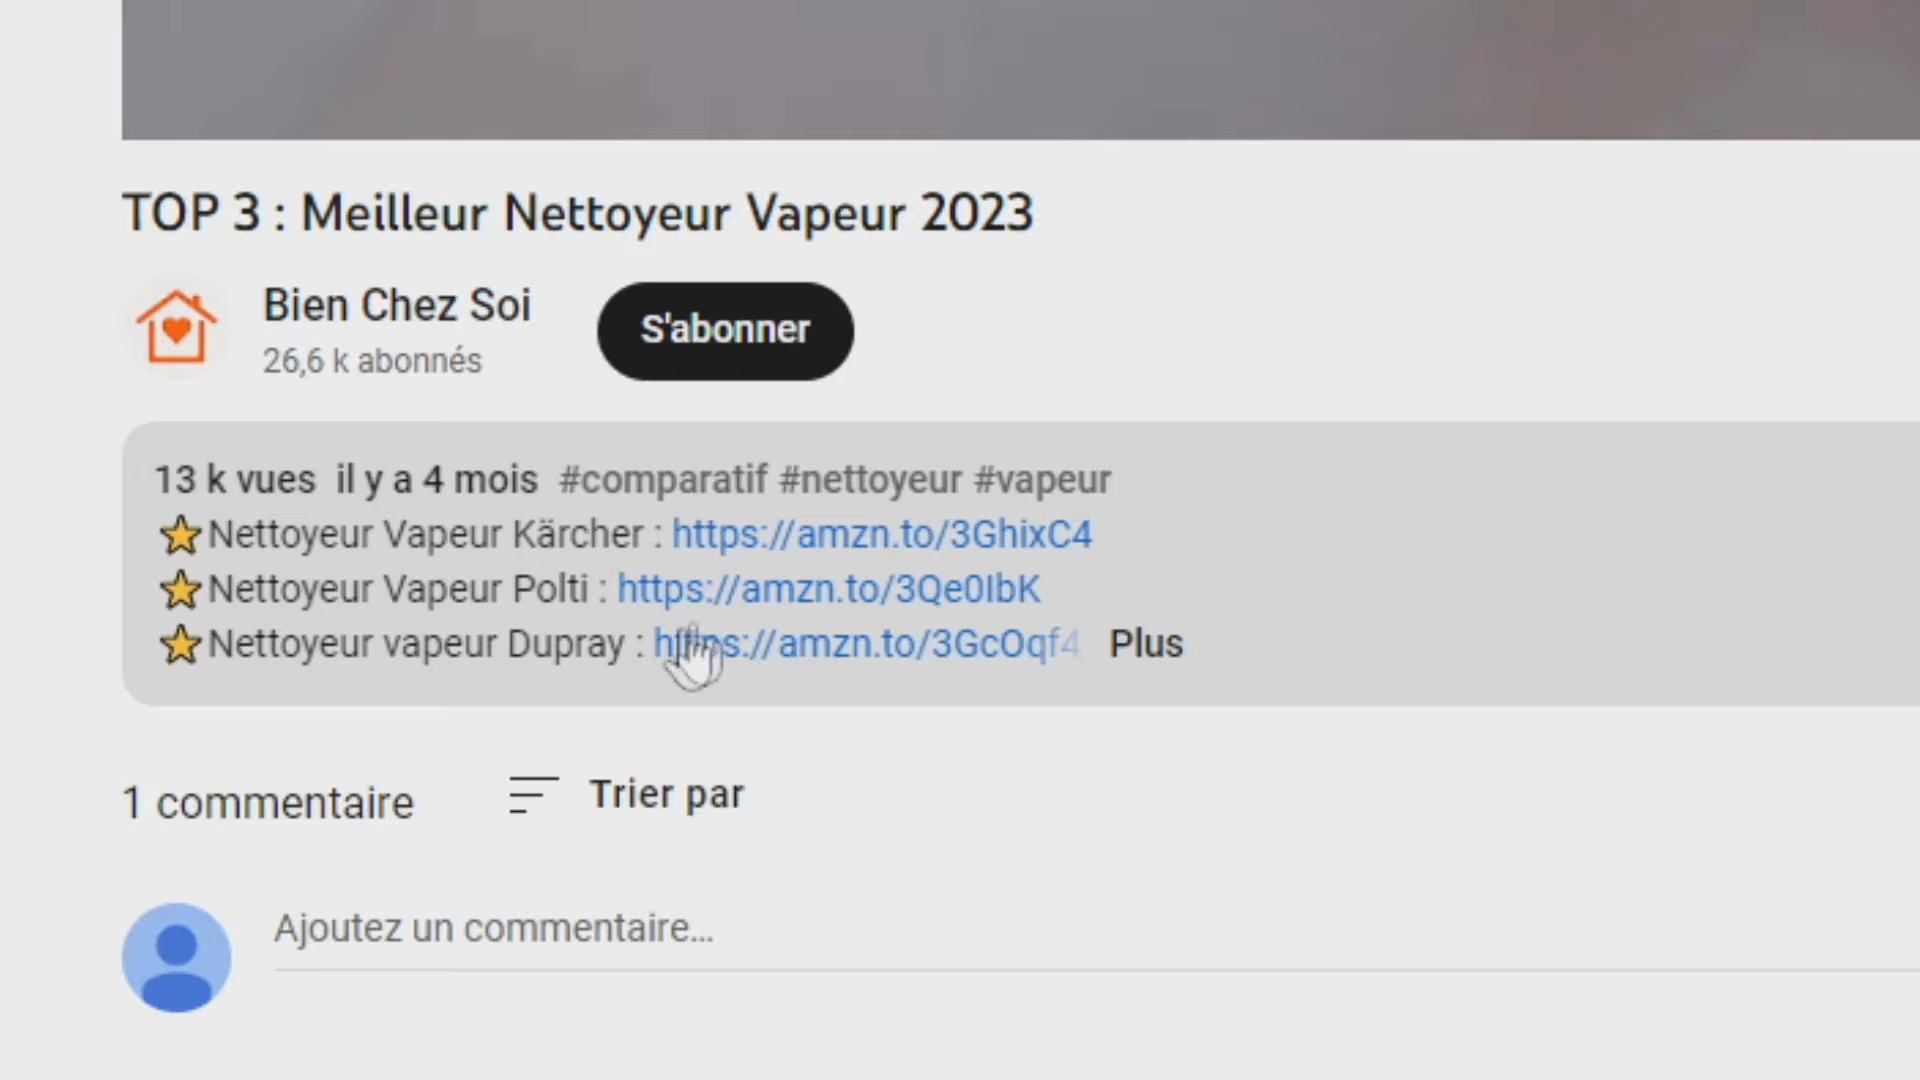 TOP 3 : Meilleur Nettoyeur Vapeur 2023
Bien Chez Soi
S'abonner
26,6 k abonnés
13 k vues il y a 4 mois #comparatif #nettoyeur #vapeur
⭐Nettoyeur Vapeur Kärcher : https://amzn.to/3GhixC4
⭐Nettoyeur Vapeur Polti : https://amzn.to/3Qe0IbK
⭐Nettoyeur vapeur Dupray : https://amzn.to/3GcOqf4 Plus
1 commentaire Trier par
Ajoutez un commentaire...